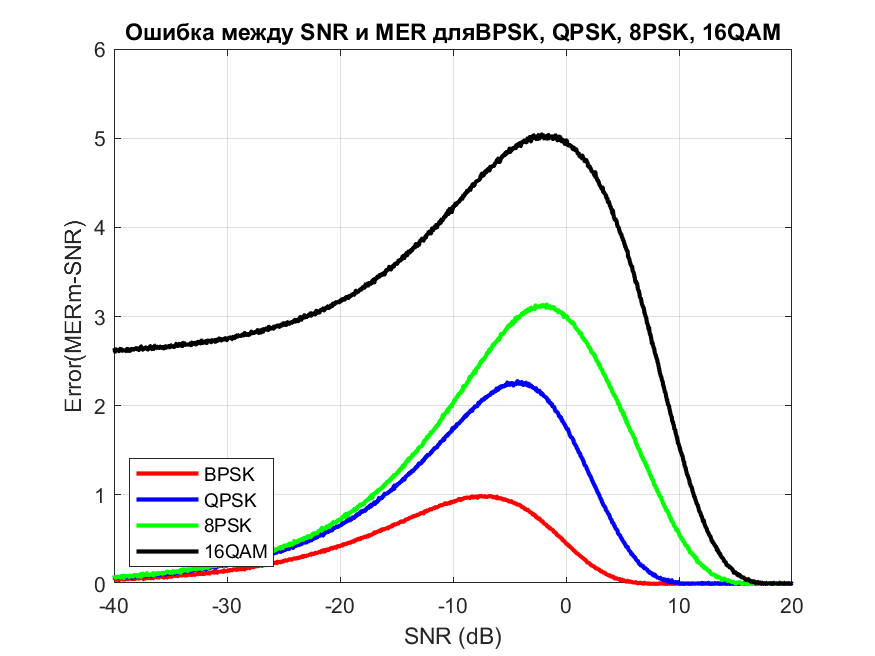 Ошибка между SNR и MER дляBPSK, QPSK, 8PSK, 16QAM
Error(MERm-SNR)
6
5
4
3
2
1
0
BPSK
QPSK
8PSK
16QAM
-40 -30 -20 -10 0 10 20
SNR (dB)